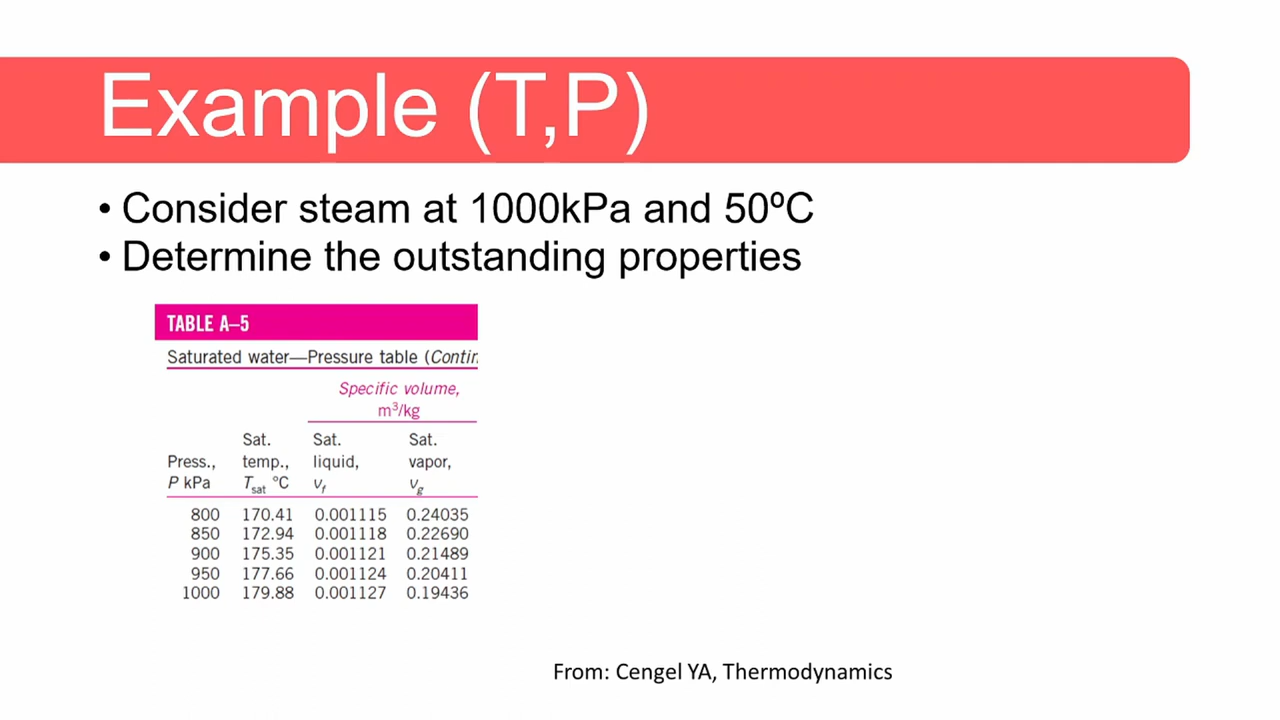 Example (T,P)
• Consider steam at 1000kPa and 50ºC
• Determine the outstanding properties
TABLE A–5
Saturated water—Pressure table (Contin
Specific volume,
m³/kg
Sat. Sat. Sat.
Press., temp., liquid, vapor,
P kPa Tsat °C vf vg
800 170.41 0.001115 0.24035
850 172.94 0.001118 0.22690
900 175.35 0.001121 0.21489
950 177.66 0.001124 0.20411
1000 179.88 0.001127 0.19436
From: Cengel YA, Thermodynamics